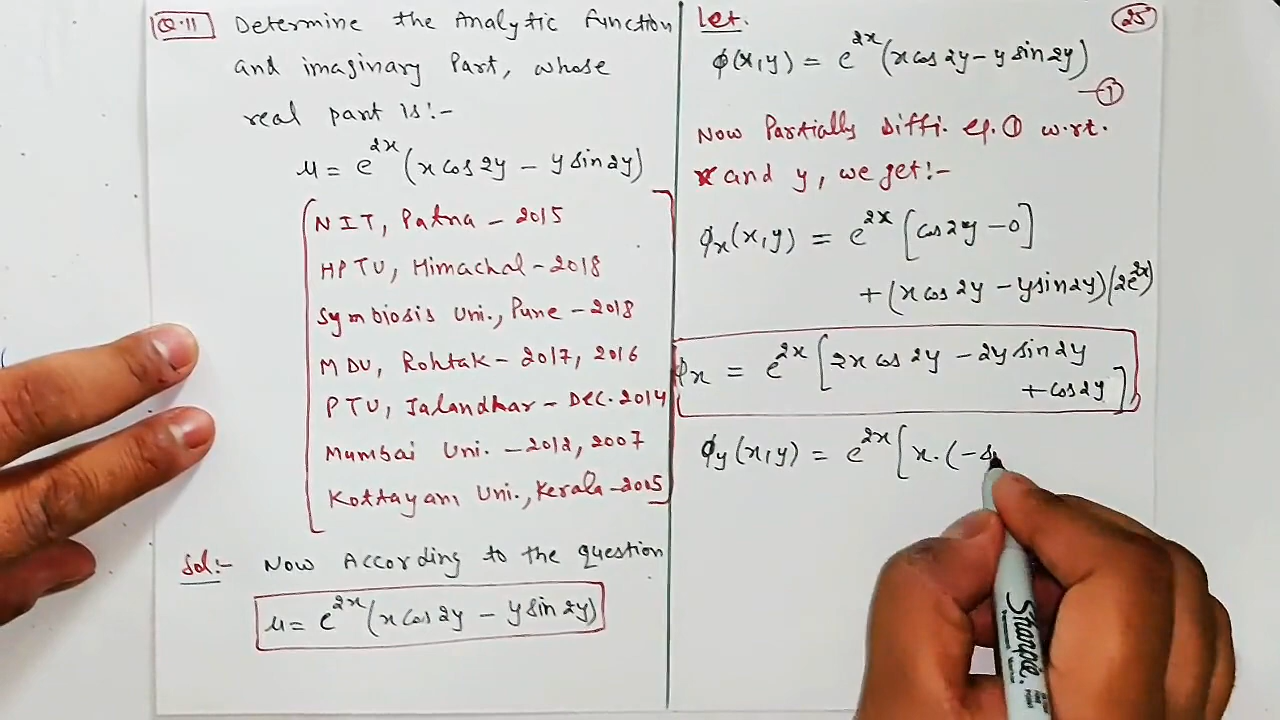 Q.11 Determine the Analytic function
and imaginary Part, whose
real part is:-
u = e^2x (x cos 2y - y sin 2y)
NIT, Patna - 2015
HPTU, Himachal - 2018
Symbiosis Uni., Pune - 2018
MDU, Rohtak - 2017, 2016
PTU, Jalandhar - Dec. 2014
Mumbai Uni. - 2012, 2007
Kottayam Uni., Kerala - 2005
Sol:- Now According to the question
u = e^2x (x cos 2y - y sin 2y)
25
Let.
ϕ(x,y) = e^2x (x cos 2y - y sin 2y)
-①
Now Partially Diffi. eq. ① w.r.t.
x and y, we get:-
ϕx(x,y) = e^2x [cos 2y - 0]
+ (x cos 2y - y sin 2y)(2e^2x)
ϕx = e^2x [2x cos 2y - 2y sin 2y
+ cos 2y]
ϕy (x,y) = e^2x [x.(-s
Sharpie.